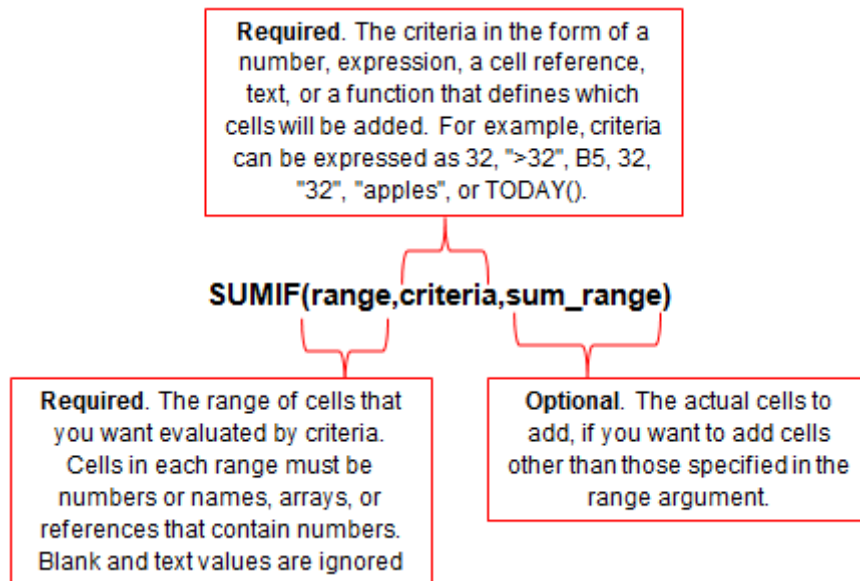 Required. The criteria in the form of a
number, expression, a cell reference,
text, or a function that defines which
cells will be added. For example, criteria
can be expressed as 32, ">32", B5, 32,
"32", "apples", or TODAY().
SUMIF(range,criteria,sum_range)
Required. The range of cells that
you want evaluated by criteria.
Cells in each range must be
numbers or names, arrays, or
references that contain numbers.
Blank and text values are ignored
Optional. The actual cells to
add, if you want to add cells
other than those specified in the
range argument.